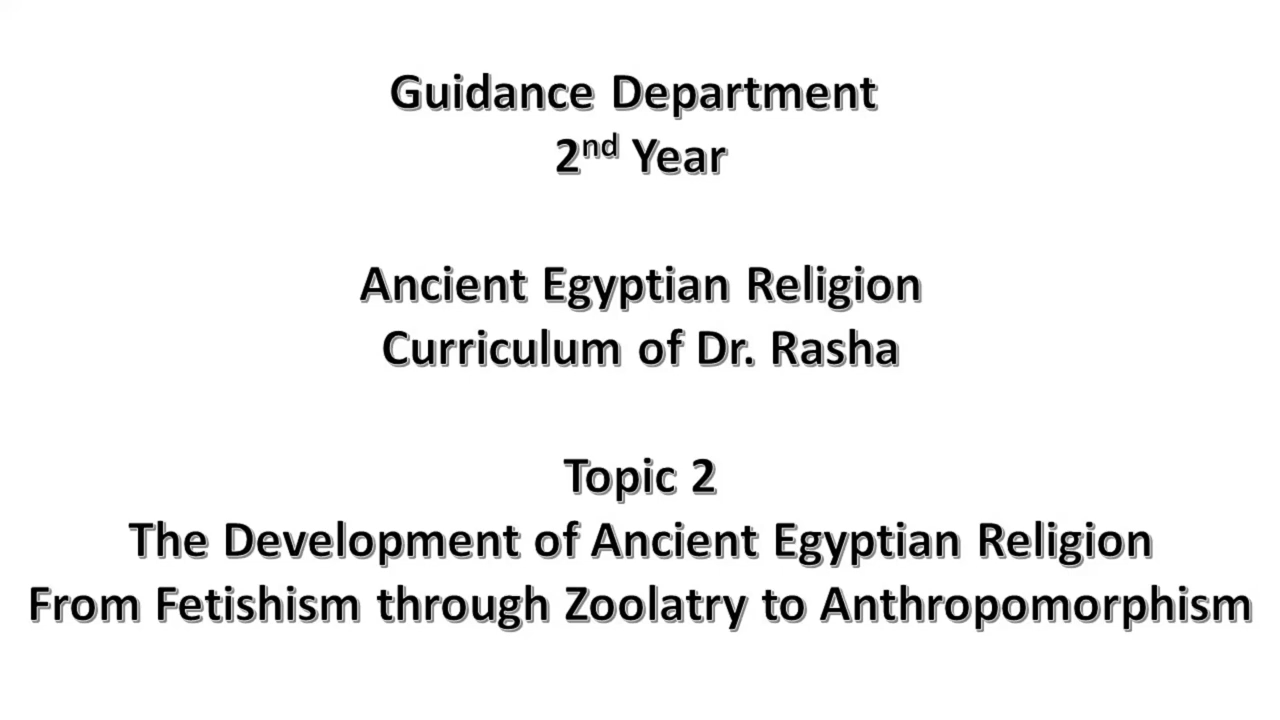 Guidance Department
2nd Year
Ancient Egyptian Religion
Curriculum of Dr. Rasha
Topic 2
The Development of Ancient Egyptian Religion
From Fetishism through Zoolatry to Anthropomorphism